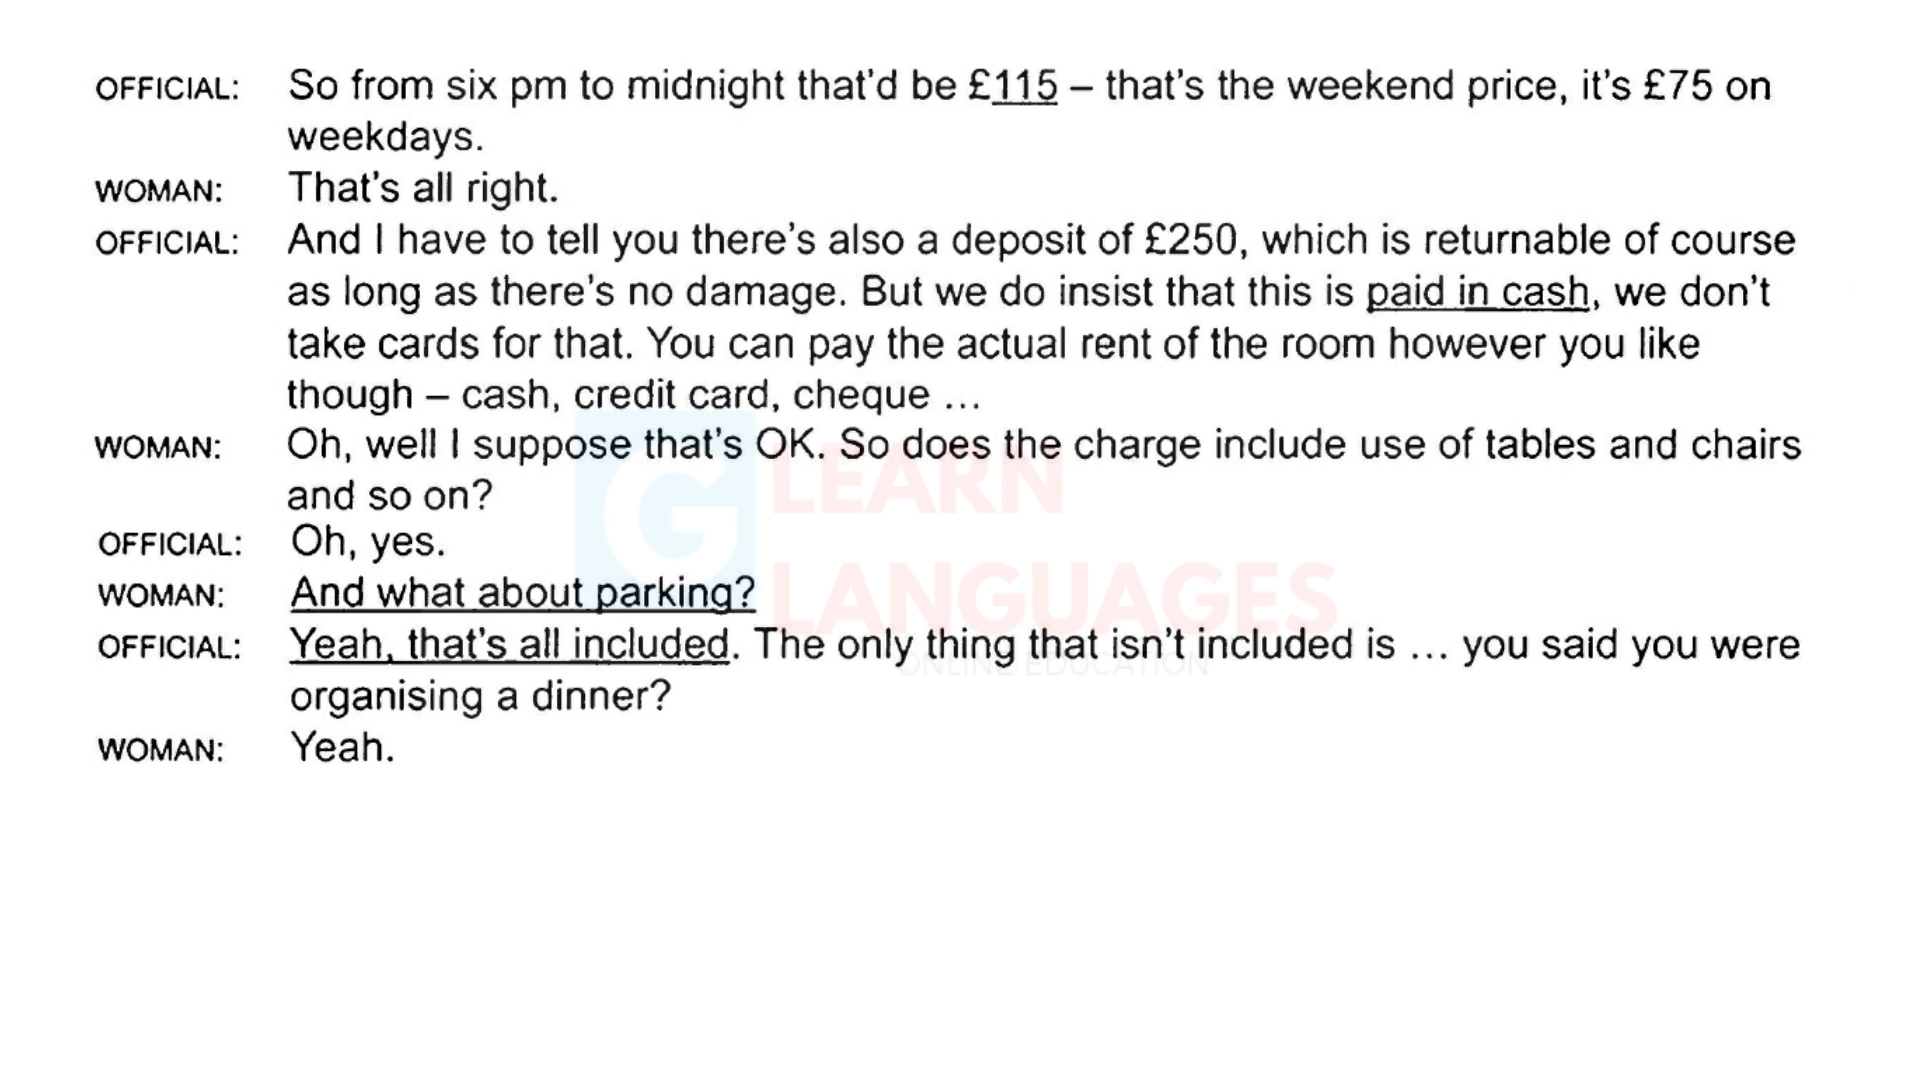 OFFICIAL: So from six pm to midnight that'd be £115 – that's the weekend price, it's £75 on
weekdays.
WOMAN: That's all right.
OFFICIAL: And I have to tell you there's also a deposit of £250, which is returnable of course
as long as there's no damage. But we do insist that this is paid in cash, we don't
take cards for that. You can pay the actual rent of the room however you like
though – cash, credit card, cheque ...
WOMAN: Oh, well I suppose that's OK. So does the charge include use of tables and chairs
and so on?
OFFICIAL: Oh, yes.
WOMAN: And what about parking?
OFFICIAL: Yeah, that's all included. The only thing that isn't included is ... you said you were
organising a dinner?
WOMAN: Yeah.
G LEARN
LANGUAGES
ONLINE EDUCATION